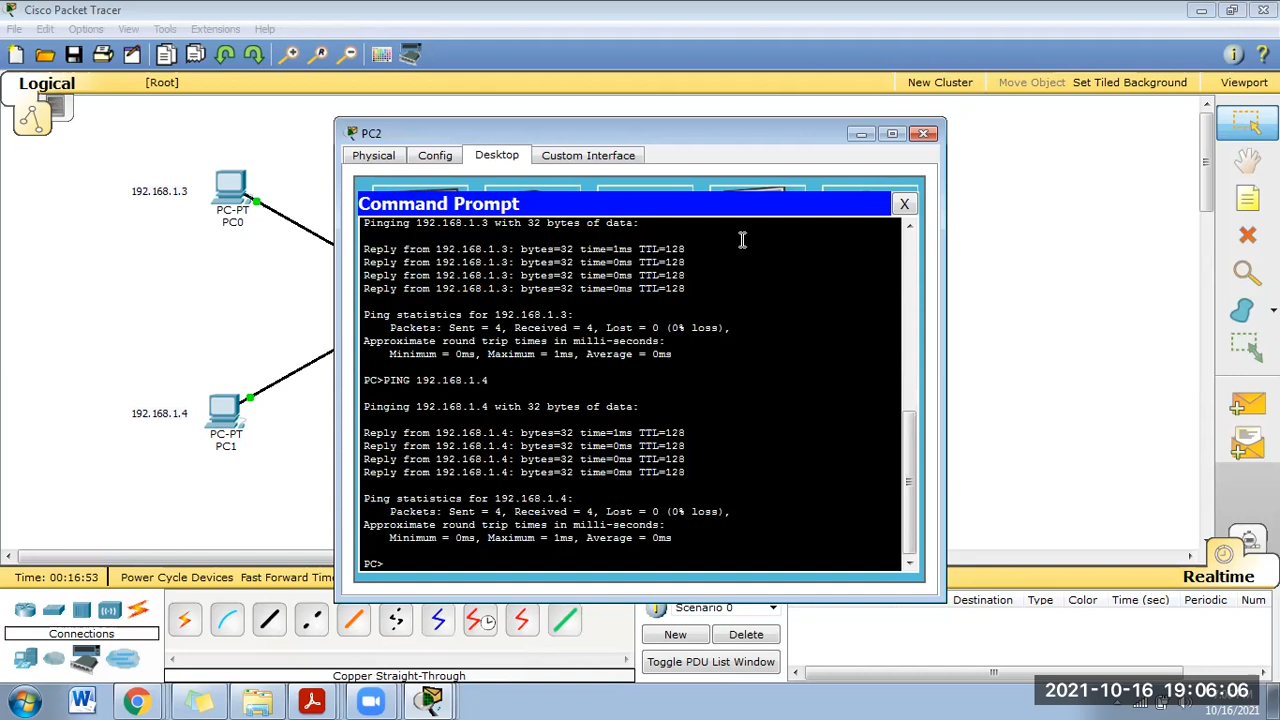 Cisco Packet Tracer
File Edit Options View Tools Extensions Help
Logical [Root] New Cluster Move Object Set Tiled Background Viewport
192.168.1.3
PC-PT
PC0
192.168.1.4
PC-PT
PC1
PC2
Physical Config Desktop Custom Interface
Command Prompt X
Pinging 192.168.1.3 with 32 bytes of data:
Reply from 192.168.1.3: bytes=32 time=1ms TTL=128
Reply from 192.168.1.3: bytes=32 time=0ms TTL=128
Reply from 192.168.1.3: bytes=32 time=0ms TTL=128
Reply from 192.168.1.3: bytes=32 time=0ms TTL=128
Ping statistics for 192.168.1.3:
Packets: Sent = 4, Received = 4, Lost = 0 (0% loss),
Approximate round trip times in milli-seconds:
Minimum = 0ms, Maximum = 1ms, Average = 0ms
PC>PING 192.168.1.4
Pinging 192.168.1.4 with 32 bytes of data:
Reply from 192.168.1.4: bytes=32 time=1ms TTL=128
Reply from 192.168.1.4: bytes=32 time=0ms TTL=128
Reply from 192.168.1.4: bytes=32 time=0ms TTL=128
Reply from 192.168.1.4: bytes=32 time=0ms TTL=128
Ping statistics for 192.168.1.4:
Packets: Sent = 4, Received = 4, Lost = 0 (0% loss),
Approximate round trip times in milli-seconds:
Minimum = 0ms, Maximum = 1ms, Average = 0ms
PC>
Time: 00:16:53 Power Cycle Devices Fast Forward Time Realtime
Connections
Copper Straight-Through
Scenario 0
New Delete
Toggle PDU List Window
Destination Type Color Time (sec) Periodic Num
2021-10-16 19:06:06
10/16/2021